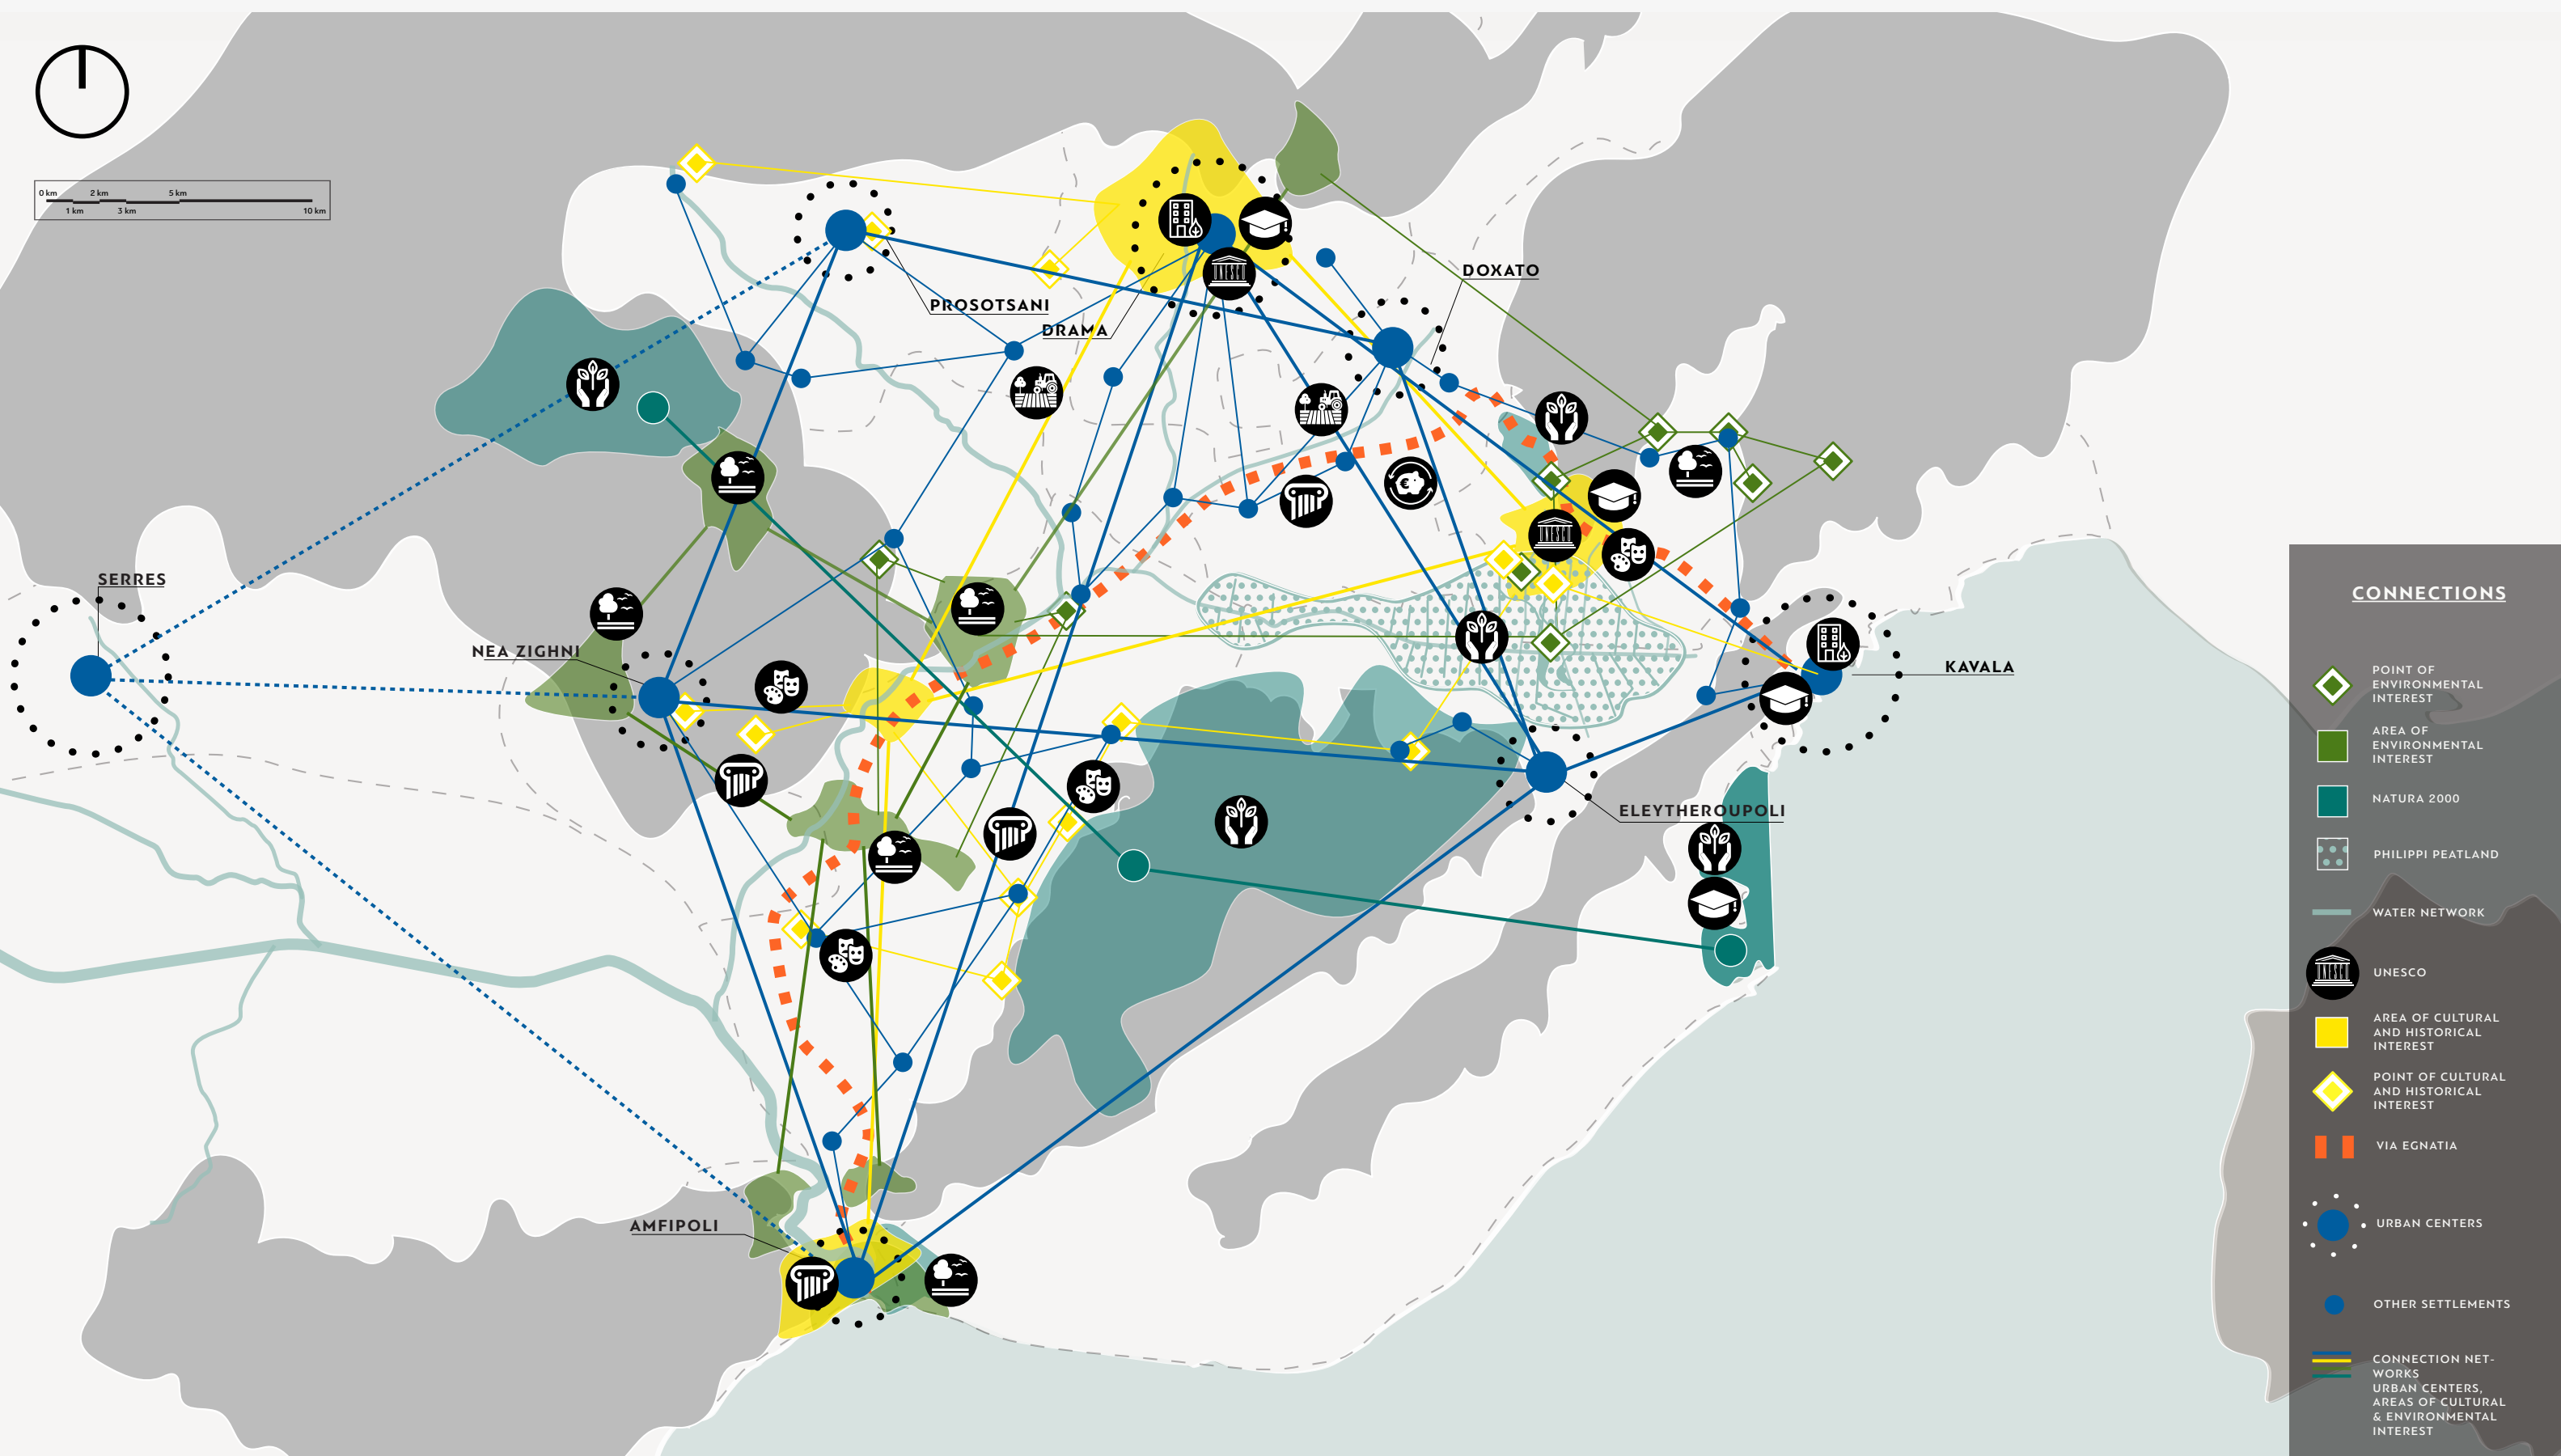 0 km 2 km 5 km
1 km 3 km 10 km
DOXATO
PROSOTSANI
DRAMA
SERRES
NEA ZIGHNI
KAVALA
ELEYTHEROUPOLI
AMFIPOLI
UNESCO
UNESCO
CONNECTIONS
POINT OF
ENVIRONMENTAL
INTEREST
AREA OF
ENVIRONMENTAL
INTEREST
NATURA 2000
PHILIPPI PEATLAND
WATER NETWORK
UNESCO
UNESCO
AREA OF CULTURAL
AND HISTORICAL
INTEREST
POINT OF CULTURAL
AND HISTORICAL
INTEREST
VIA EGNATIA
URBAN CENTERS
OTHER SETTLEMENTS
CONNECTION NET-
WORKS
URBAN CENTERS,
AREAS OF CULTURAL
& ENVIRONMENTAL
INTEREST